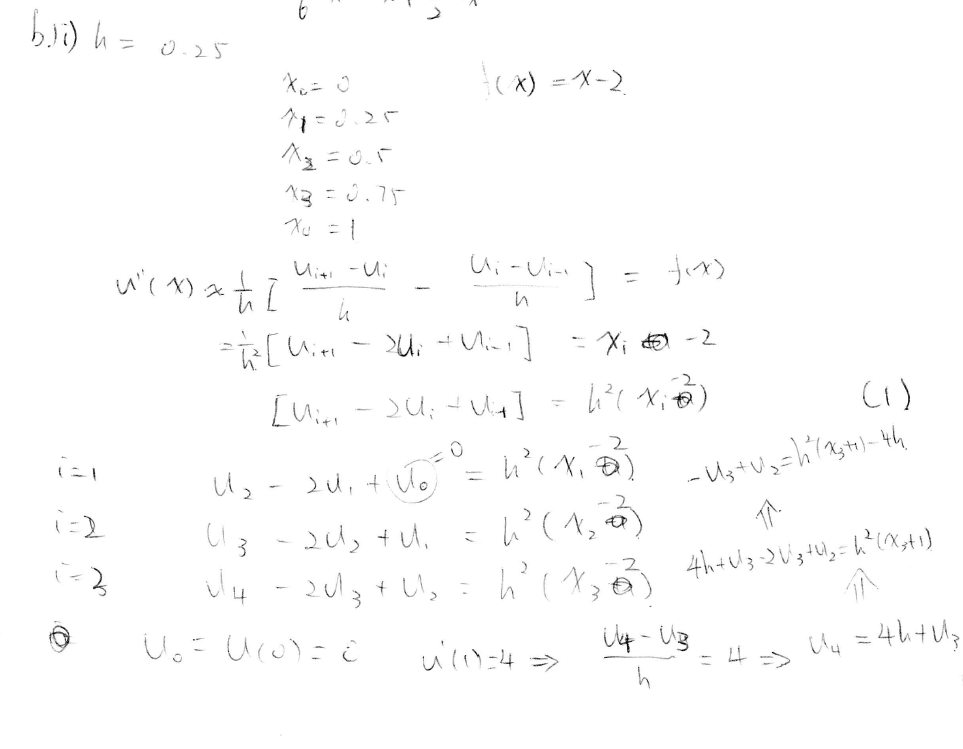 b)i) h = 0.25
x₀ = 0 f(x) = x-2
x₁ = 0.25
x₂ = 0.5
x₃ = 0.75
x₄ = 1
u''(x) ≈ 1/h [ (uᵢ₊₁ - uᵢ)/h - (uᵢ - uᵢ₋₁)/h ] = f(x)
= 1/h² [ uᵢ₊₁ - 2uᵢ + uᵢ₋₁ ] = xᵢ -2
[ uᵢ₊₁ - 2uᵢ + uᵢ₋₁ ] = h²( xᵢ -2) (1)
i=1 u₂ - 2u₁ + u₀ = h²( x₁ -2) =0 -u₃+u₂=h²(x₃+1)-4h
i=2 u₃ - 2u₂ + u₁ = h²( x₂ -2) ⇑
i=3 u₄ - 2u₃ + u₂ = h²( x₃ -2) 4h+u₃-2u₃+u₂=h²(x₃+1)
⇑
u₀ = u(0) = 0 u'(1)=4 ⇒ (u₄-u₃)/h = 4 ⇒ u₄ = 4h+u₃